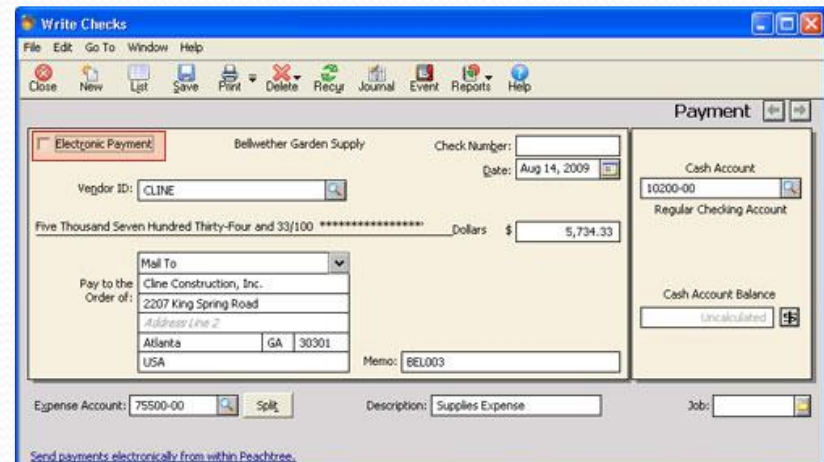 Write Checks
File Edit Go To Window Help
Close New List Save Print Delete Recur Journal Event Reports Help
Payment
Electronic Payment Bellwether Garden Supply Check Number:
Date: Aug 14, 2009
Cash Account
Vendor ID: CLINE
10200-00
Regular Checking Account
Five Thousand Seven Hundred Thirty-Four and 33/100 ****************** Dollars $ 5,734.33
Mail To
Pay to the Order of: Cline Construction, Inc.
2207 King Spring Road
Address Line 2
Atlanta GA 30301
USA
Memo: BEL003
Cash Account Balance
Uncalculated
Expense Account: 75500-00 Split Description: Supplies Expense Job:
Send payments electronically from within Peachtree.